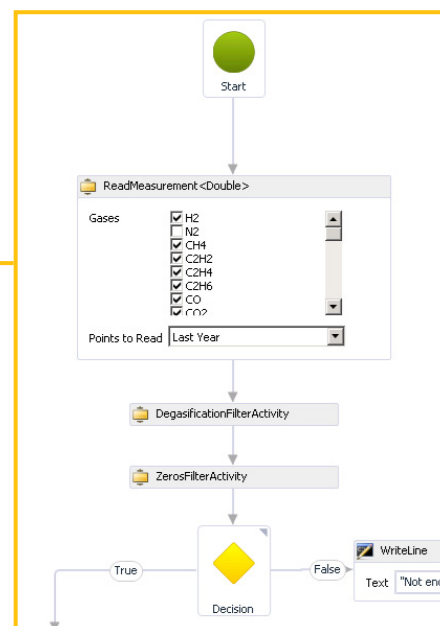 Start
ReadMeasurement<Double>
Gases
H2
N2
CH4
C2H2
C2H4
C2H6
CO
CO2
Points to Read Last Year
DegasificationFilterActivity
ZerosFilterActivity
True
False
Decision
WriteLine
Text "Not